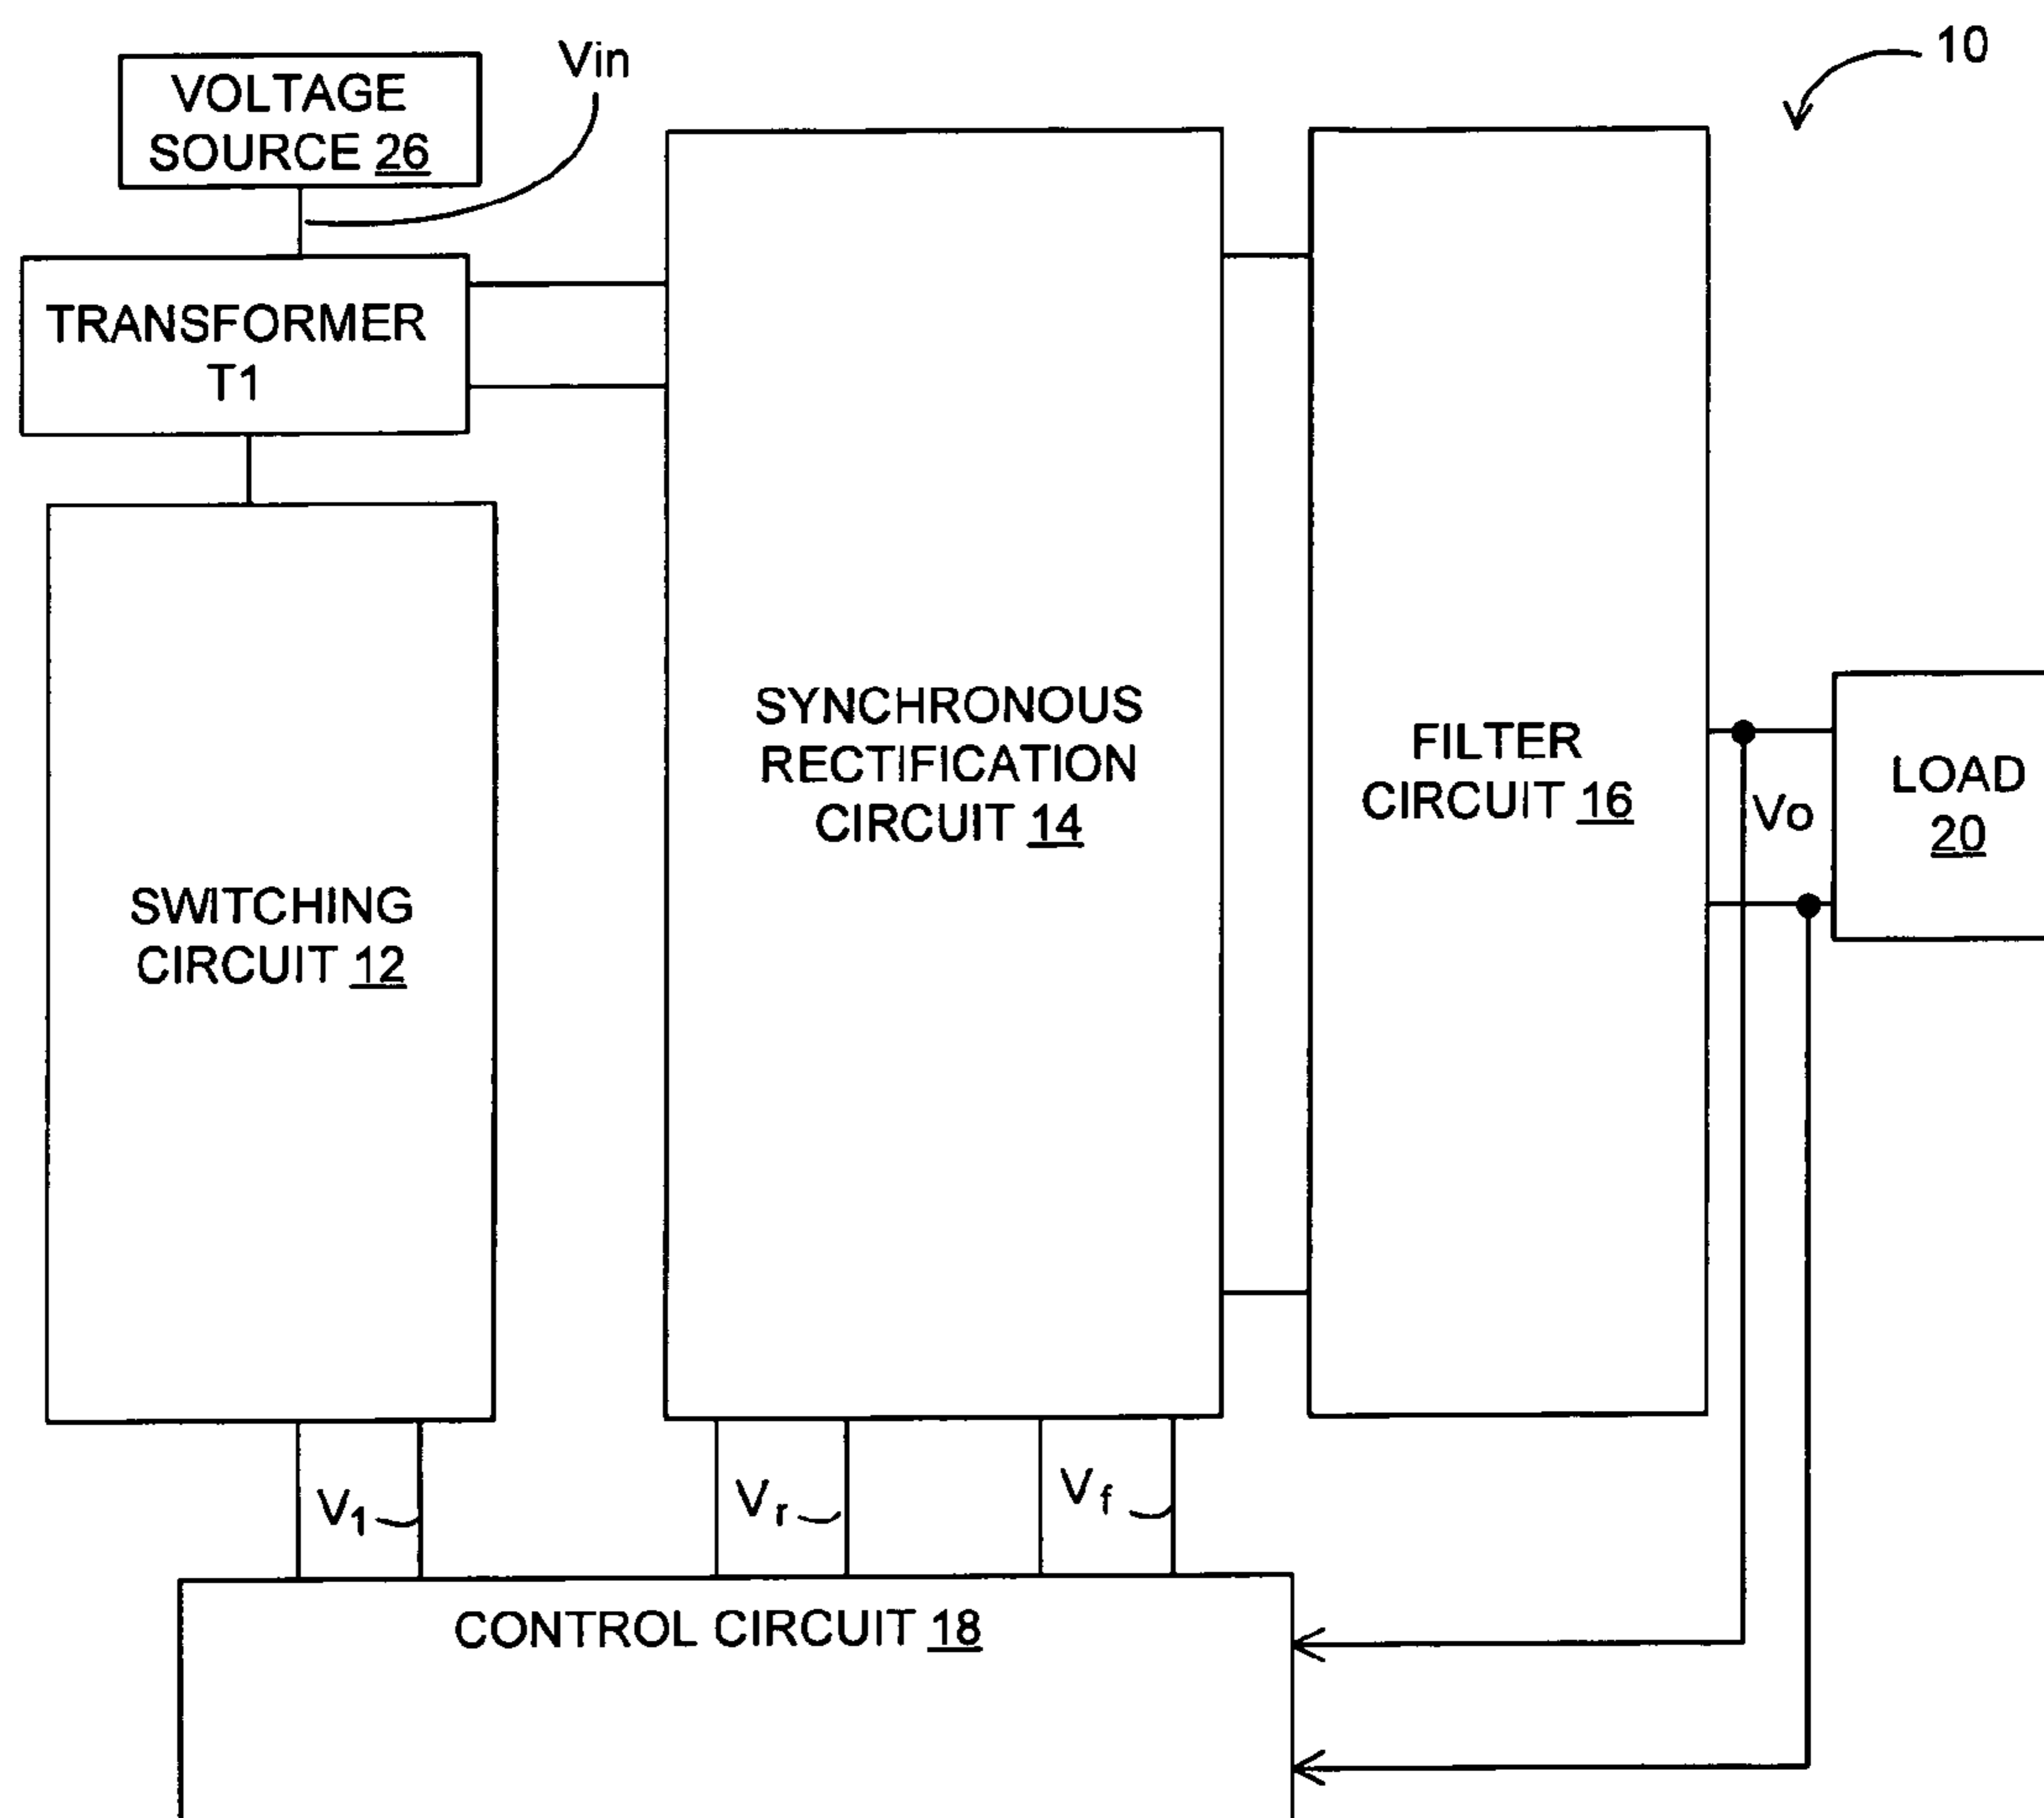 VOLTAGE
SOURCE 26
Vin
10
TRANSFORMER
T1
SYNCHRONOUS
RECTIFICATION
CIRCUIT 14
FILTER
CIRCUIT 16
Vo
LOAD
20
SWITCHING
CIRCUIT 12
V1
Vr
Vf
CONTROL CIRCUIT 18